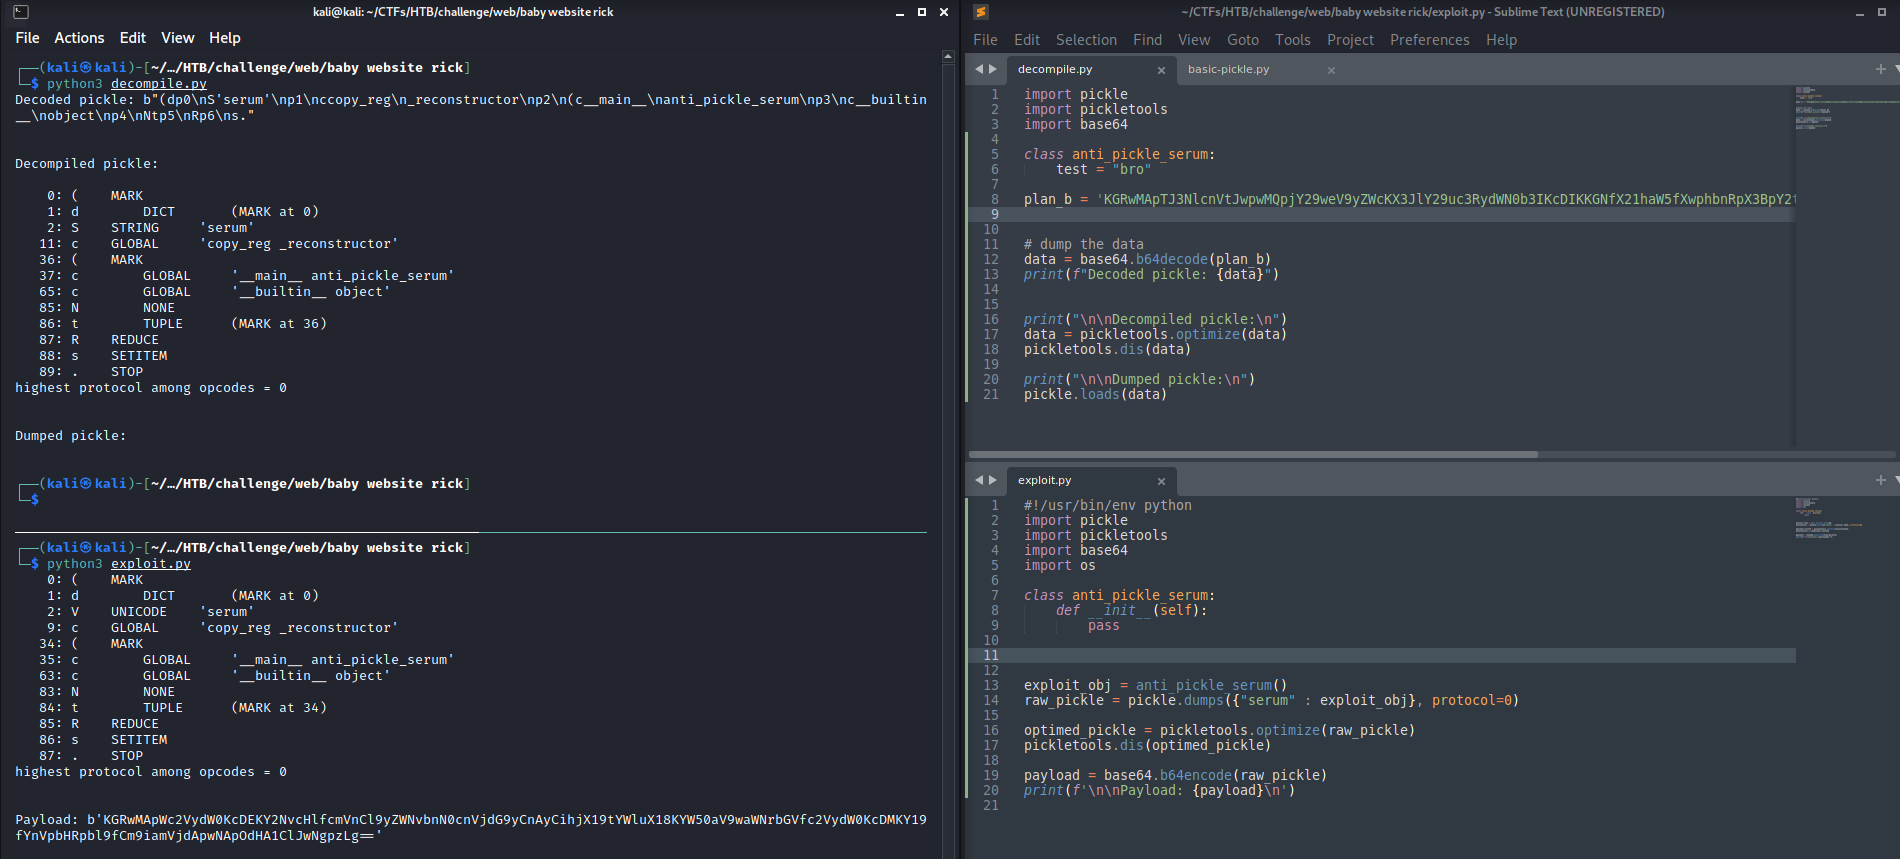 kali@kali: ~/CTFs/HTB/challenge/web/baby website rick
File Actions Edit View Help
┌──(kali㉿kali)-[~/…/HTB/challenge/web/baby website rick]
└─$ python3 decompile.py
Decoded pickle: b"(dp0\nS'serum'\np1\nccopy_reg\n_reconstructor\np2\n(c__main__\nanti_pickle_serum\np3\nc__builtin
__\nobject\np4\nNtp5\nRp6\ns."
Decompiled pickle:
0: ( MARK
1: d DICT (MARK at 0)
2: S STRING 'serum'
11: c GLOBAL 'copy_reg _reconstructor'
36: ( MARK
37: c GLOBAL '__main__ anti_pickle_serum'
65: c GLOBAL '__builtin__ object'
85: N NONE
86: t TUPLE (MARK at 36)
87: R REDUCE
88: s SETITEM
89: . STOP
highest protocol among opcodes = 0
Dumped pickle:
┌──(kali㉿kali)-[~/…/HTB/challenge/web/baby website rick]
└─$
┌──(kali㉿kali)-[~/…/HTB/challenge/web/baby website rick]
└─$ python3 exploit.py
0: ( MARK
1: d DICT (MARK at 0)
2: V UNICODE 'serum'
9: c GLOBAL 'copy_reg _reconstructor'
34: ( MARK
35: c GLOBAL '__main__ anti_pickle_serum'
63: c GLOBAL '__builtin__ object'
83: N NONE
84: t TUPLE (MARK at 34)
85: R REDUCE
86: s SETITEM
87: . STOP
highest protocol among opcodes = 0
Payload: b'KGRwMApWc2VydW0KcDEKY2NvcHlfcmVnCl9yZWNvbnN0cnVjdG9yCnAyCihjX19tYWluX18KYW50aV9waWNrbGVfc2VydW0KcDMKY19
fYnVpbHRpbl9fCm9iamVjdApwNApOdHA1ClJwNgpzLg=='
~/CTFs/HTB/challenge/web/baby website rick/exploit.py - Sublime Text (UNREGISTERED)
File Edit Selection Find View Goto Tools Project Preferences Help
decompile.py × basic-pickle.py ×
1 import pickle
2 import pickletools
3 import base64
4
5 class anti_pickle_serum:
6 test = "bro"
7
8 plan_b = 'KGRwMApTJ3NlcnVtJwpwMQpjY29weV9yZWcKX3JlY29uc3RydWN0b3IKcDIKKGNfX21haW5fXwphbnRpX3BpY2t
9
10
11 # dump the data
12 data = base64.b64decode(plan_b)
13 print(f"Decoded pickle: {data}")
14
15
16 print("\n\nDecompiled pickle:\n")
17 data = pickletools.optimize(data)
18 pickletools.dis(data)
19
20 print("\n\nDumped pickle:\n")
21 pickle.loads(data)
exploit.py ×
1 #!/usr/bin/env python
2 import pickle
3 import pickletools
4 import base64
5 import os
6
7 class anti_pickle_serum:
8 def __init__(self):
9 pass
10
11
12
13 exploit_obj = anti_pickle_serum()
14 raw_pickle = pickle.dumps({"serum" : exploit_obj}, protocol=0)
15
16 optimed_pickle = pickletools.optimize(raw_pickle)
17 pickletools.dis(optimed_pickle)
18
19 payload = base64.b64encode(raw_pickle)
20 print(f'\n\nPayload: {payload}\n')
21